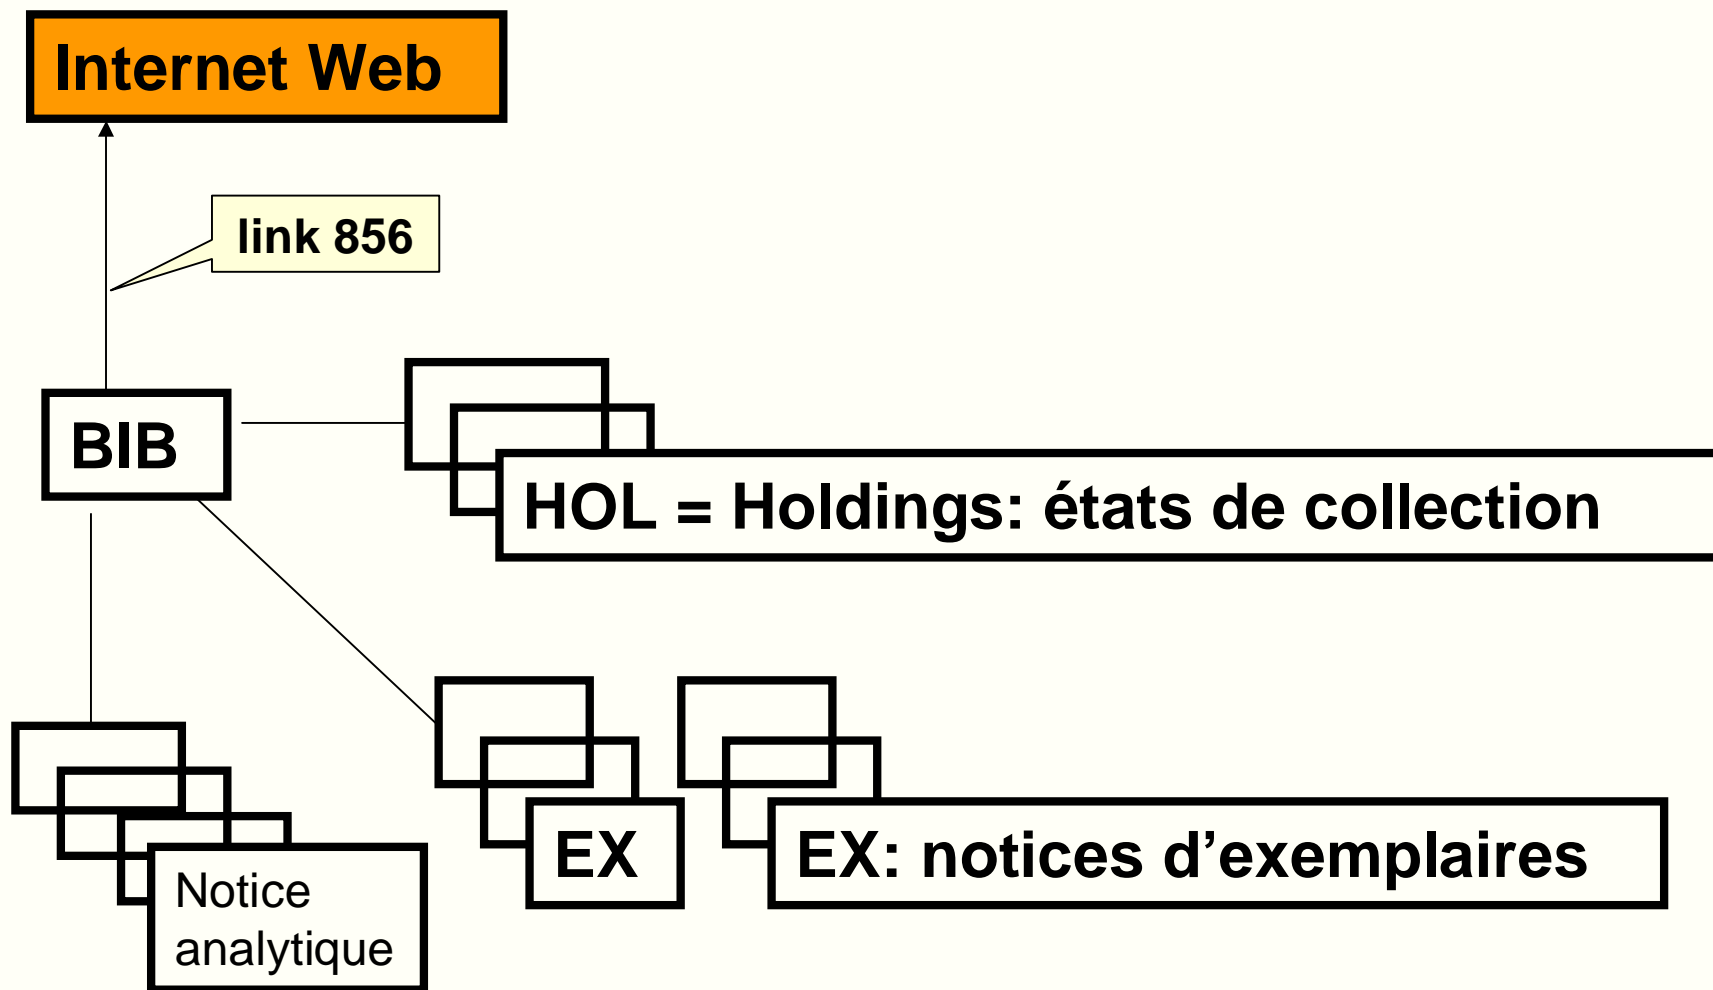 Internet Web
link 856
BIB
HOL = Holdings: états de collection
EX
EX: notices d’exemplaires
Notice
analytique